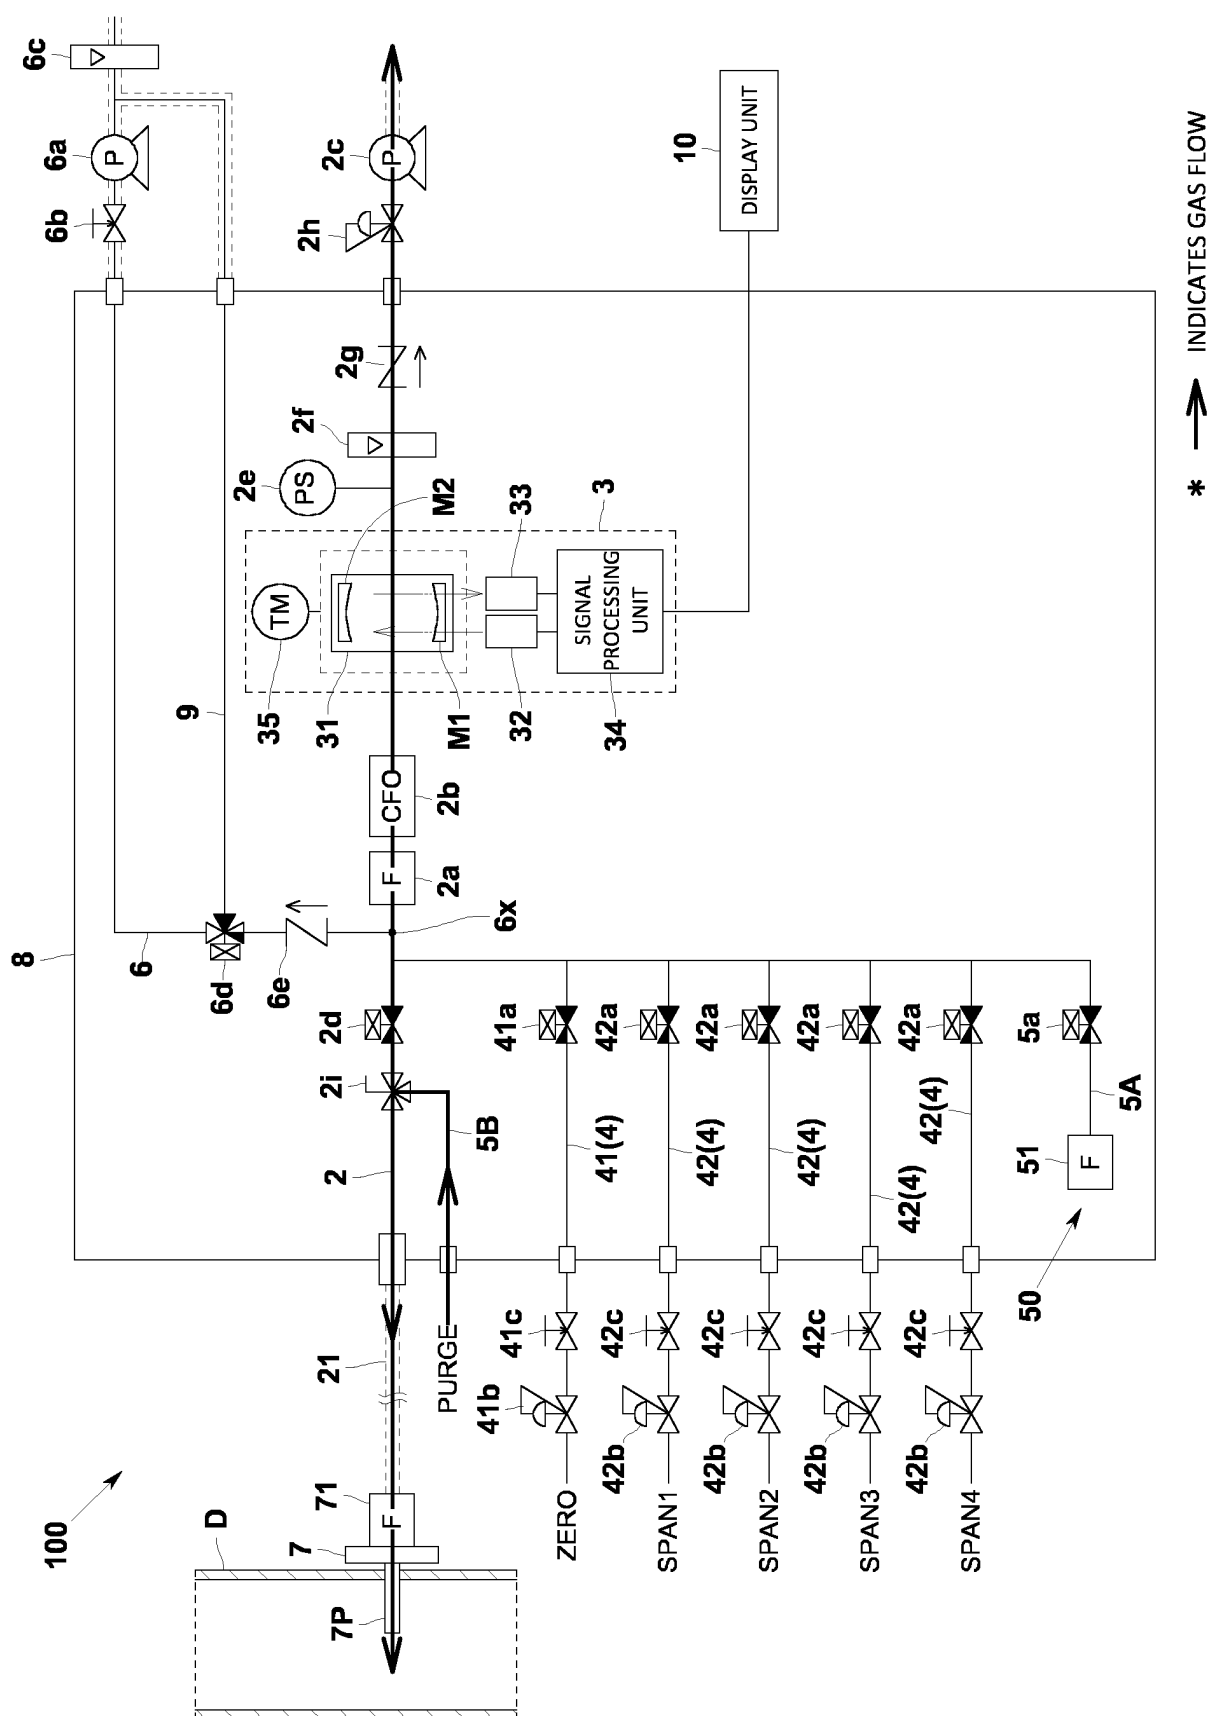 100
D
7P
7
71
F
21
PURGE
5B
2
2i
2d
6x
2a
F
2b
CFO
8
6
6d
6e
9
6b
6a
P
6c
2c
P
2h
2g
2f
2e
PS
35
TM
31
M1
M2
32
33
3
34
SIGNAL
PROCESSING
UNIT
10
DISPLAY UNIT
ZERO
41b
41c
41(4)
41a
SPAN1
42b
42c
42(4)
42a
SPAN2
42b
42c
42(4)
42a
SPAN3
42b
42c
42(4)
42a
SPAN4
42b
42c
42(4)
42a
50
51
F
5A
5a
* INDICATES GAS FLOW